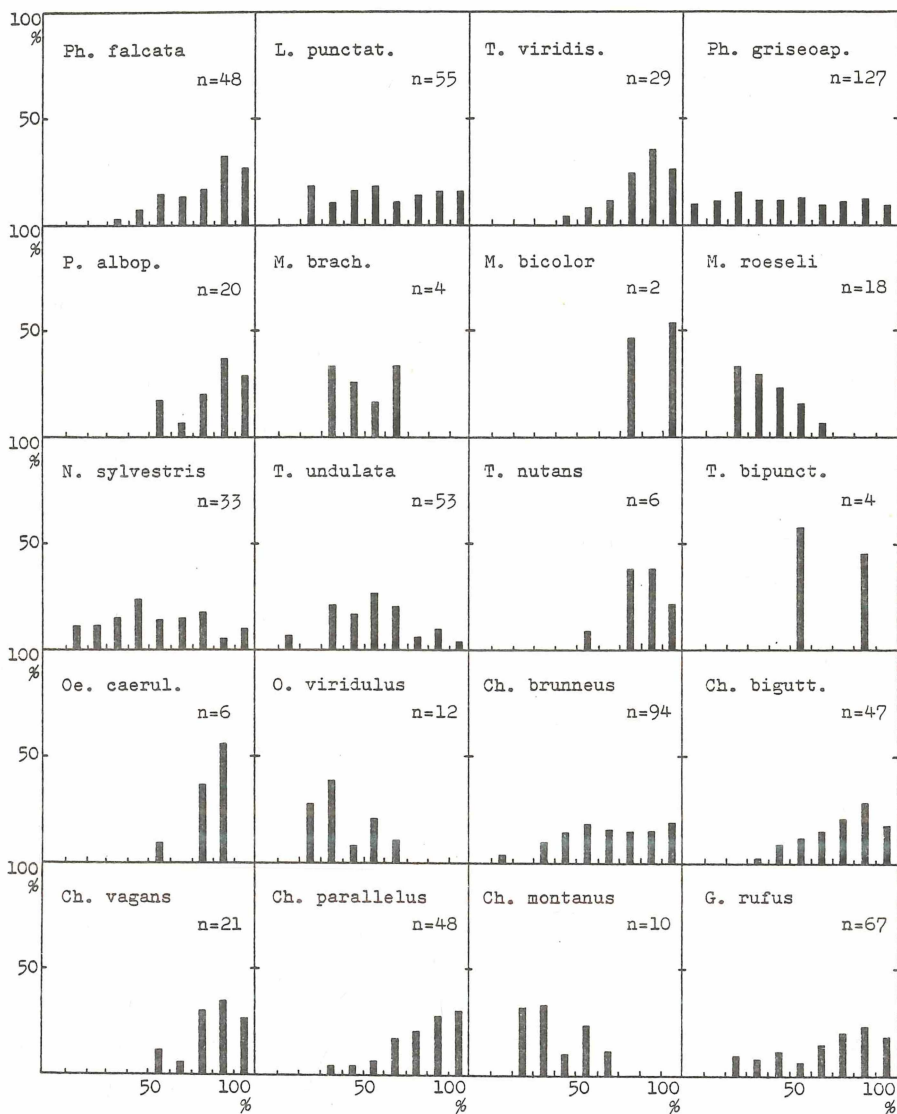 100
%
Ph. falcata
L. punctat.
T. viridis.
Ph. griseoap.
n=48
n=55
n=29
n=127
50
100
%
P. albop.
M. brach.
M. bicolor
M. roeseli
n=20
n=4
n=2
n=18
50
100
%
N. sylvestris
T. undulata
T. nutans
T. bipunct.
n=33
n=53
n=6
n=4
50
100
%
Oe. caerul.
O. viridulus
Ch. brunneus
Ch. bigutt.
n=6
n=12
n=94
n=47
50
100
%
Ch. vagans
Ch. parallelus
Ch. montanus
G. rufus
n=21
n=48
n=10
n=67
50
50 100 50 100 50 100 50 100
% % % %